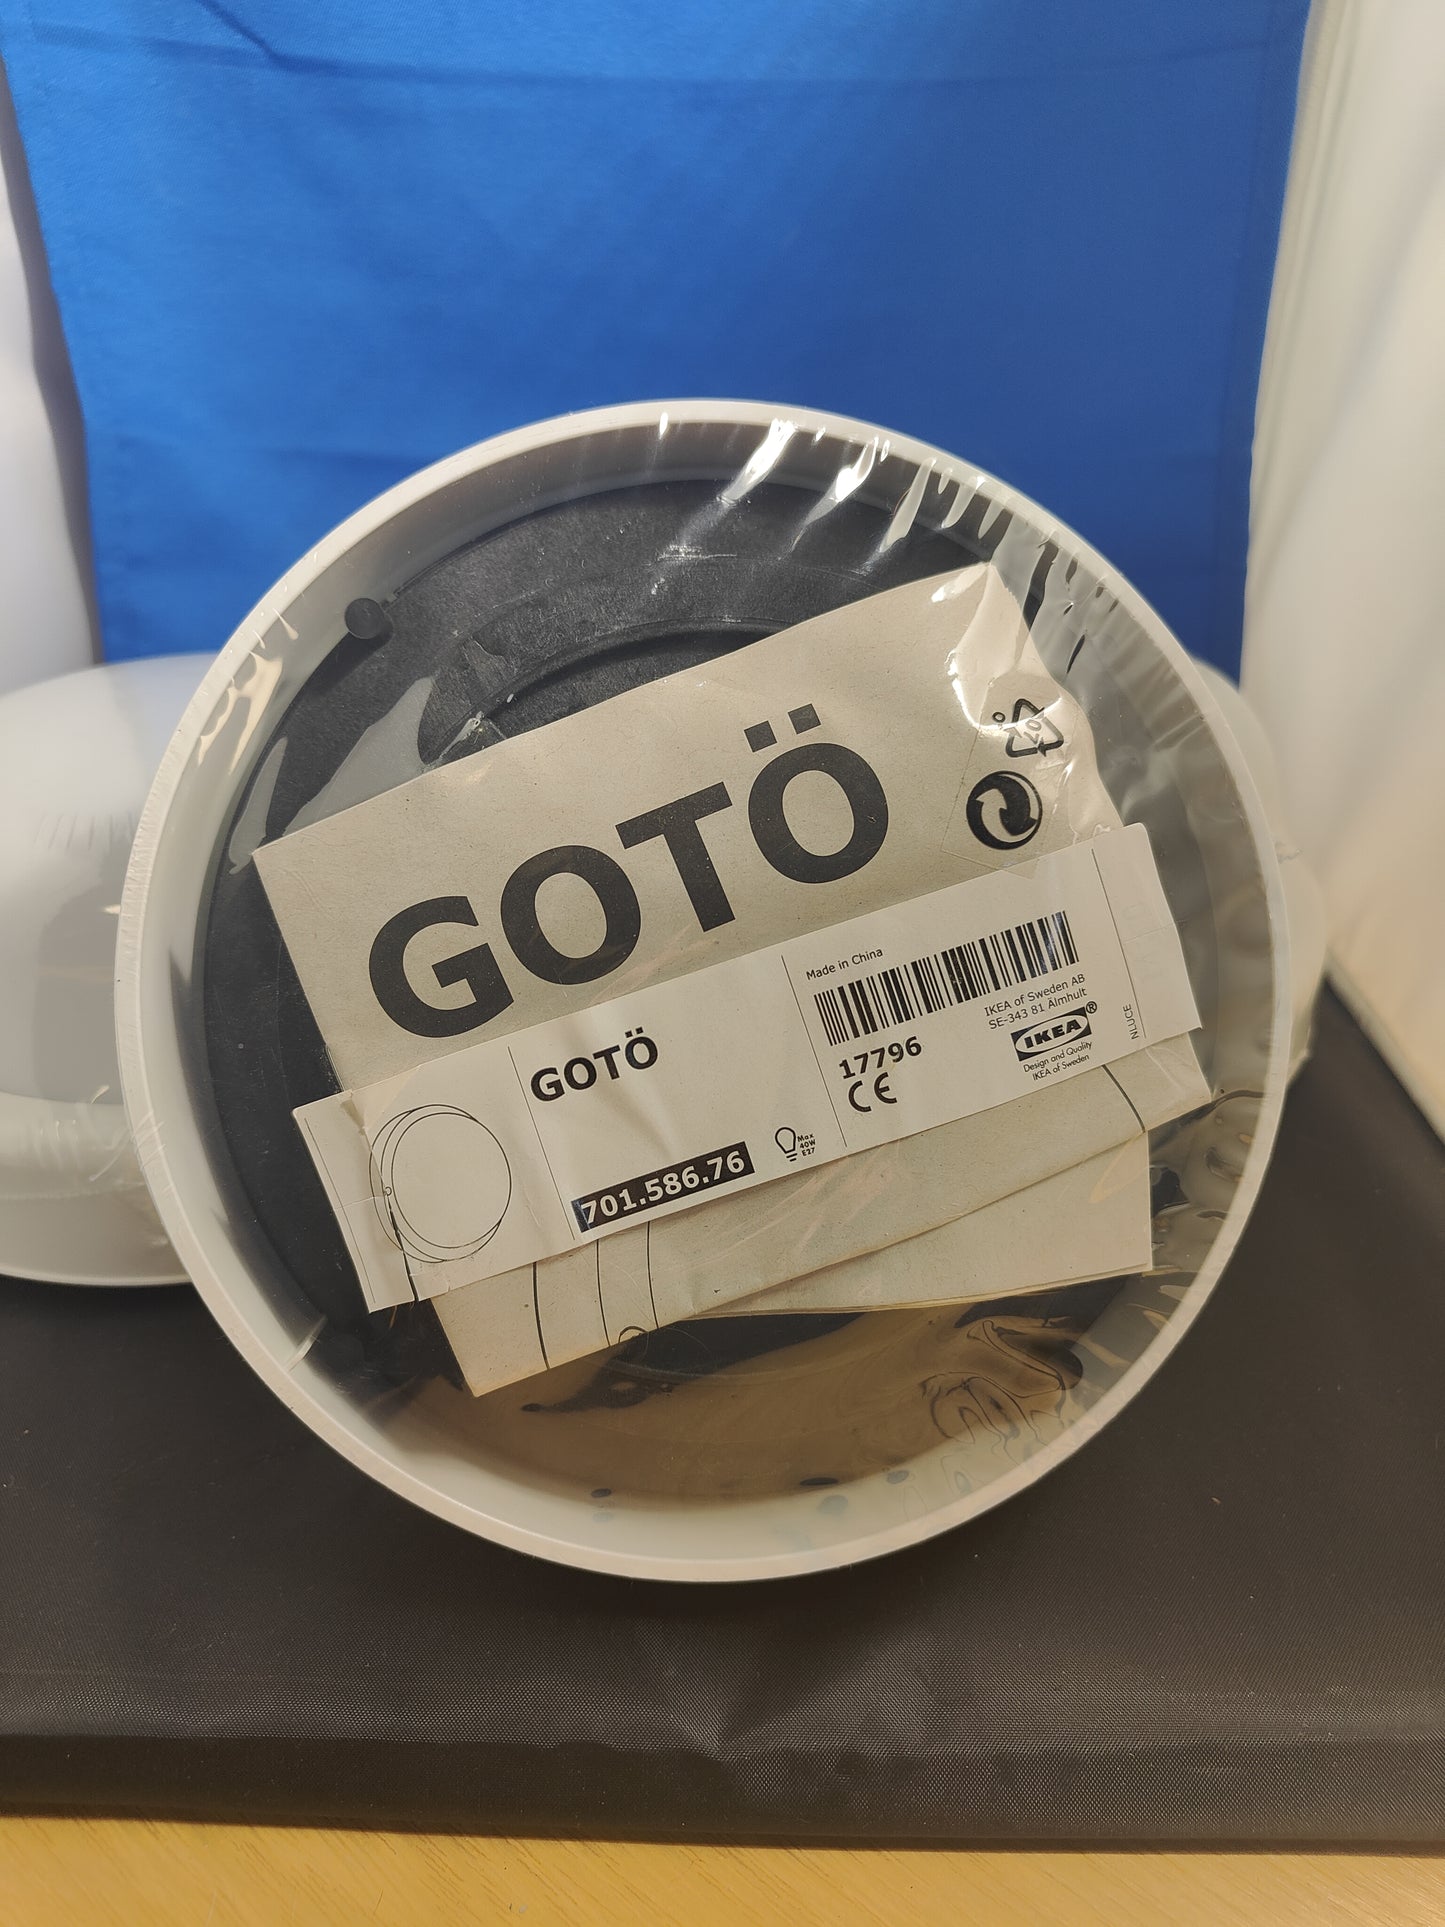 GOTÖ
GOTÖ
701.586.76
Max
40W
E27
Made in China
17796
CE
IKEA of Sweden AB
SE-343 81 Älmhult
IKEA®
Design and Quality
IKEA of Sweden